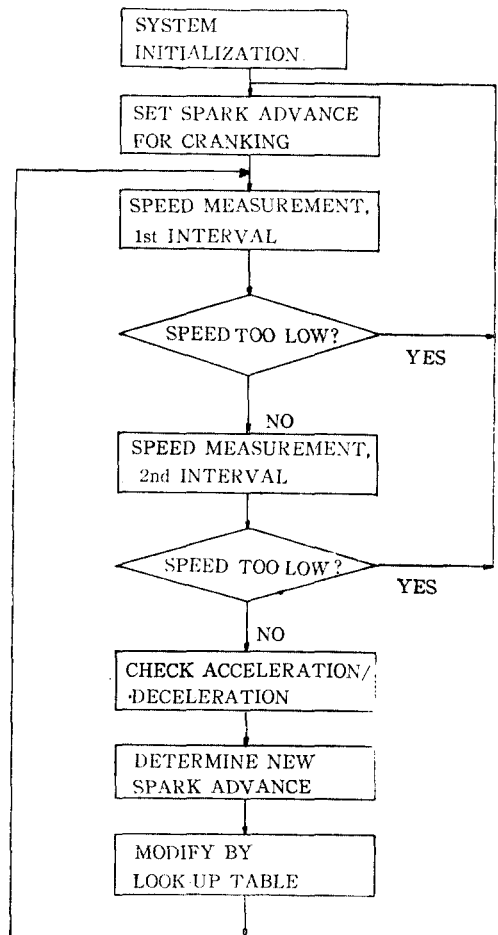 SYSTEM
INITIALIZATION.
SET SPARK ADVANCE
FOR CRANKING
SPEED MEASUREMENT,
1st INTERVAL
SPEED TOO LOW?
YES
NO
SPEED MEASUREMENT,
2nd INTERVAL
SPEED TOO LOW?
YES
NO
CHECK ACCELERATION/
DECELERATION
DETERMINE NEW
SPARK ADVANCE
MODIFY BY
LOOK-UP TABLE